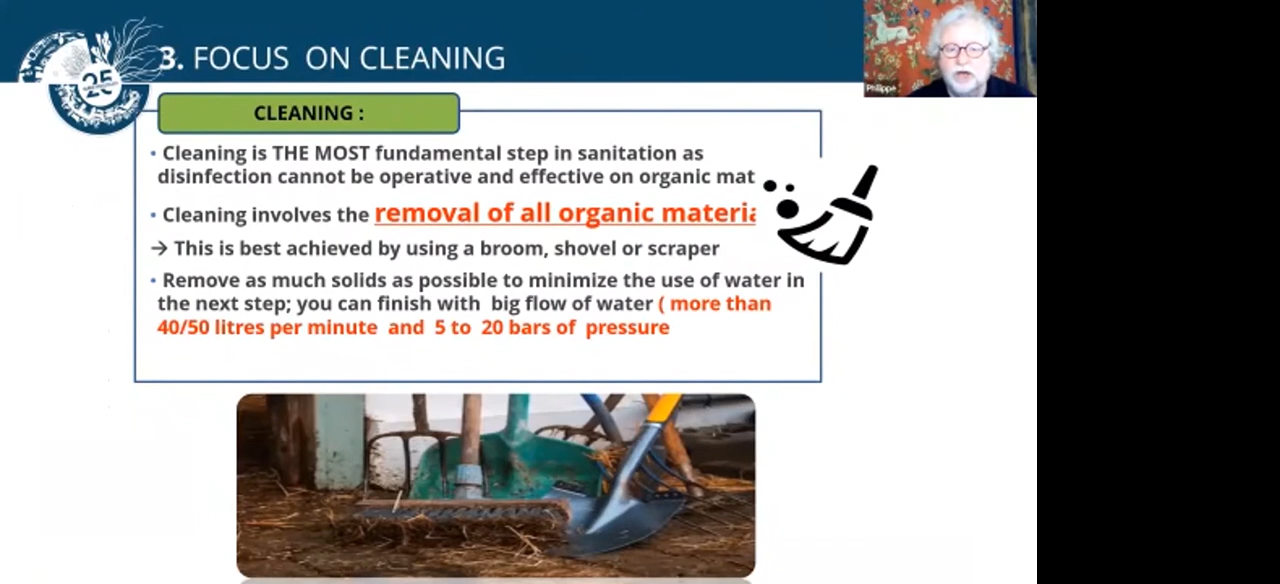 3. FOCUS ON CLEANING
25
Philippe
CLEANING :
• Cleaning is THE MOST fundamental step in sanitation as
disinfection cannot be operative and effective on organic mat
• Cleaning involves the removal of all organic materia
→ This is best achieved by using a broom, shovel or scraper
• Remove as much solids as possible to minimize the use of water in
the next step; you can finish with big flow of water ( more than
40/50 litres per minute and 5 to 20 bars of pressure